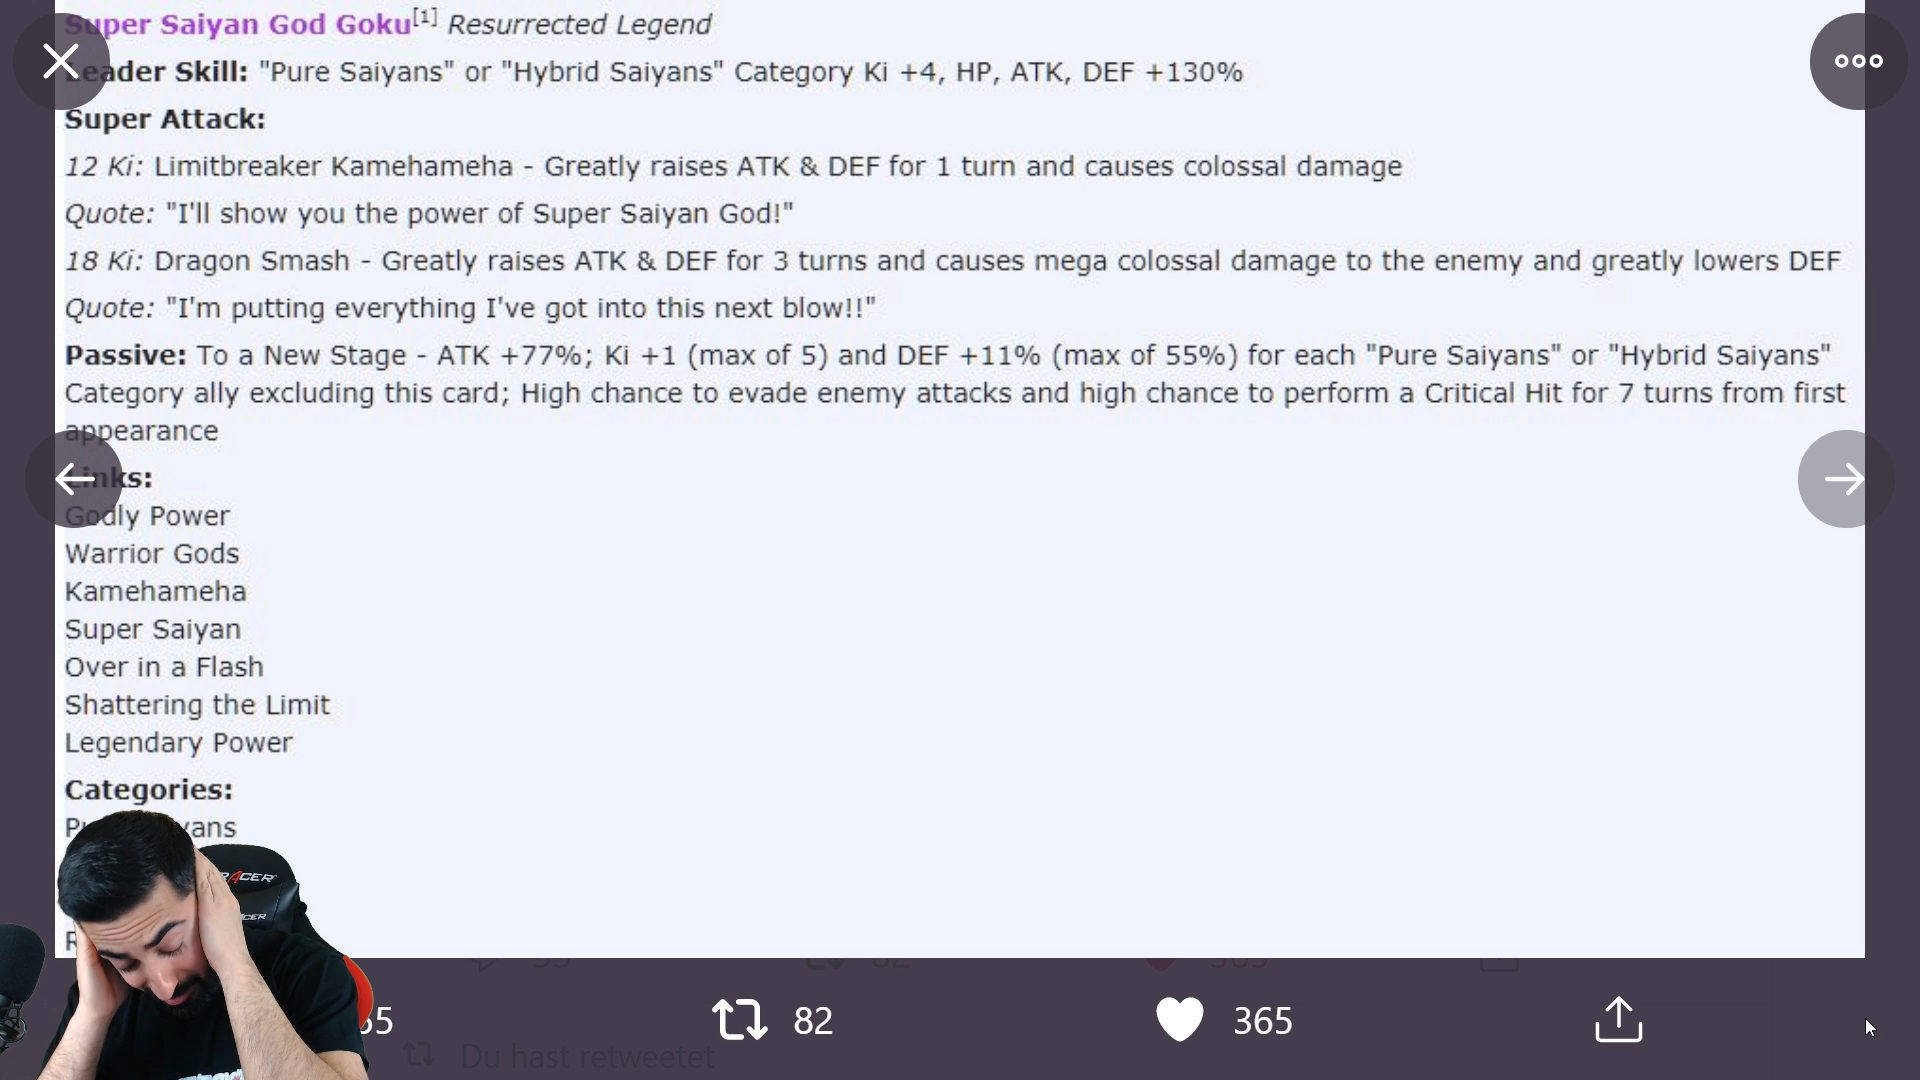 Super Saiyan God Goku[1] Resurrected Legend
Leader Skill: "Pure Saiyans" or "Hybrid Saiyans" Category Ki +4, HP, ATK, DEF +130%
Super Attack:
12 Ki: Limitbreaker Kamehameha - Greatly raises ATK & DEF for 1 turn and causes colossal damage
Quote: "I'll show you the power of Super Saiyan God!"
18 Ki: Dragon Smash - Greatly raises ATK & DEF for 3 turns and causes mega colossal damage to the enemy and greatly lowers DEF
Quote: "I'm putting everything I've got into this next blow!!"
Passive: To a New Stage - ATK +77%; Ki +1 (max of 5) and DEF +11% (max of 55%) for each "Pure Saiyans" or "Hybrid Saiyans"
Category ally excluding this card; High chance to evade enemy attacks and high chance to perform a Critical Hit for 7 turns from first
appearance
Links:
Godly Power
Warrior Gods
Kamehameha
Super Saiyan
Over in a Flash
Shattering the Limit
Legendary Power
Categories:
82
365
82 365
Du hast retweetet